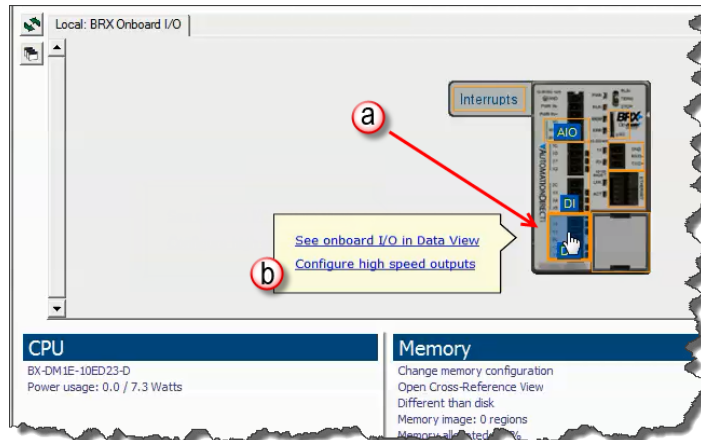 Local: BRX Onboard I/O
Interrupts
BRX
AIO
AUTOMATIONDIRECT
DI
a
See onboard I/O in Data View
Configure high speed outputs
b
CPU
BX-DM1E-10ED23-D
Power usage: 0.0 / 7.3 Watts
Memory
Change memory configuration
Open Cross-Reference View
Different than disk
Memory image: 0 regions